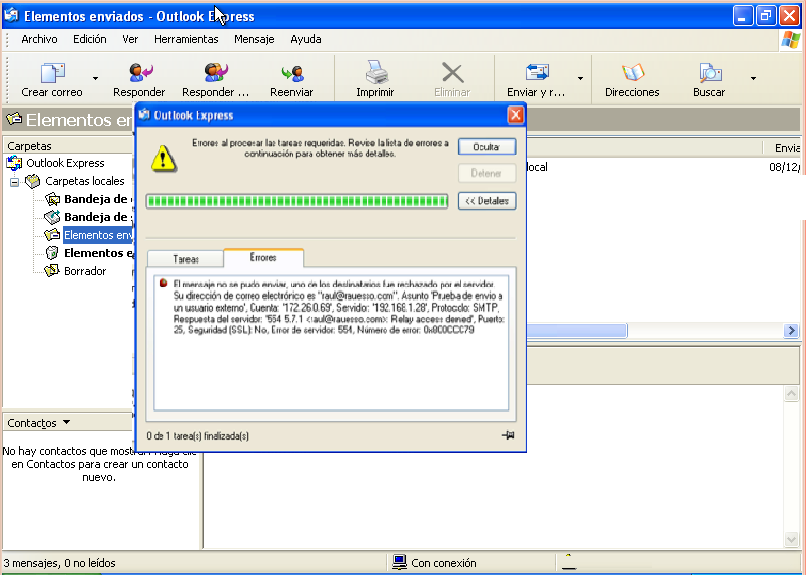 Elementos enviados - Outlook Express
Archivo Edición Ver Herramientas Mensaje Ayuda
Crear correo Responder Responder ... Reenviar Imprimir Eliminar Enviar y r... Direcciones Buscar
Elementos er
Outlook Express
Errores al procesar las tareas requeridas. Revise la lista de errores a
continuación para obtener más detalles.
Ocultar
Detener
<< Detalles
Tareas Errores
El mensaje no se pudo enviar, uno de los destinatarios fue rechazado por el servidor.
Su dirección de correo electrónico es "raul@rauesso.com". Asunto 'Prueba de envio a
un usuario externo', Cuenta: '172.26.0.69', Servidor: '192.168.1.28', Protocolo: SMTP,
Respuesta del servidor: '554 5.7.1 <raul@rauesso.com>: Relay access denied', Puerto:
25, Seguridad (SSL): No, Error de servidor: 554, Número de error: 0x800CCC79
0 de 1 tarea(s) finalizada(s)
Carpetas
Outlook Express
Carpetas locales
Bandeja de
Bandeja de
Elementos env
Elementos e
Borrador
Envia
local 08/12/
Contactos
No hay contactos que mostrar. Haga clic
en Contactos para crear un contacto
nuevo.
3 mensajes, 0 no leídos Con conexión